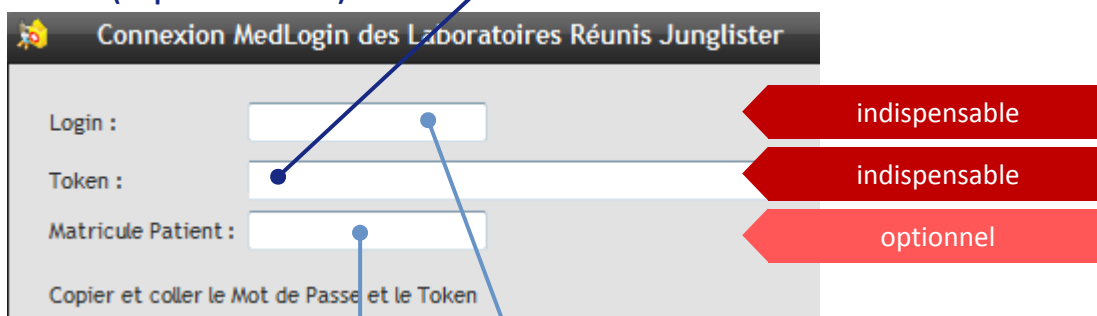 Connexion MedLogin des Laboratoires Réunis Junglister
Login :
indispensable
Token :
indispensable
Matricule Patient :
optionnel
Copier et coller le Mot de Passe et le Token